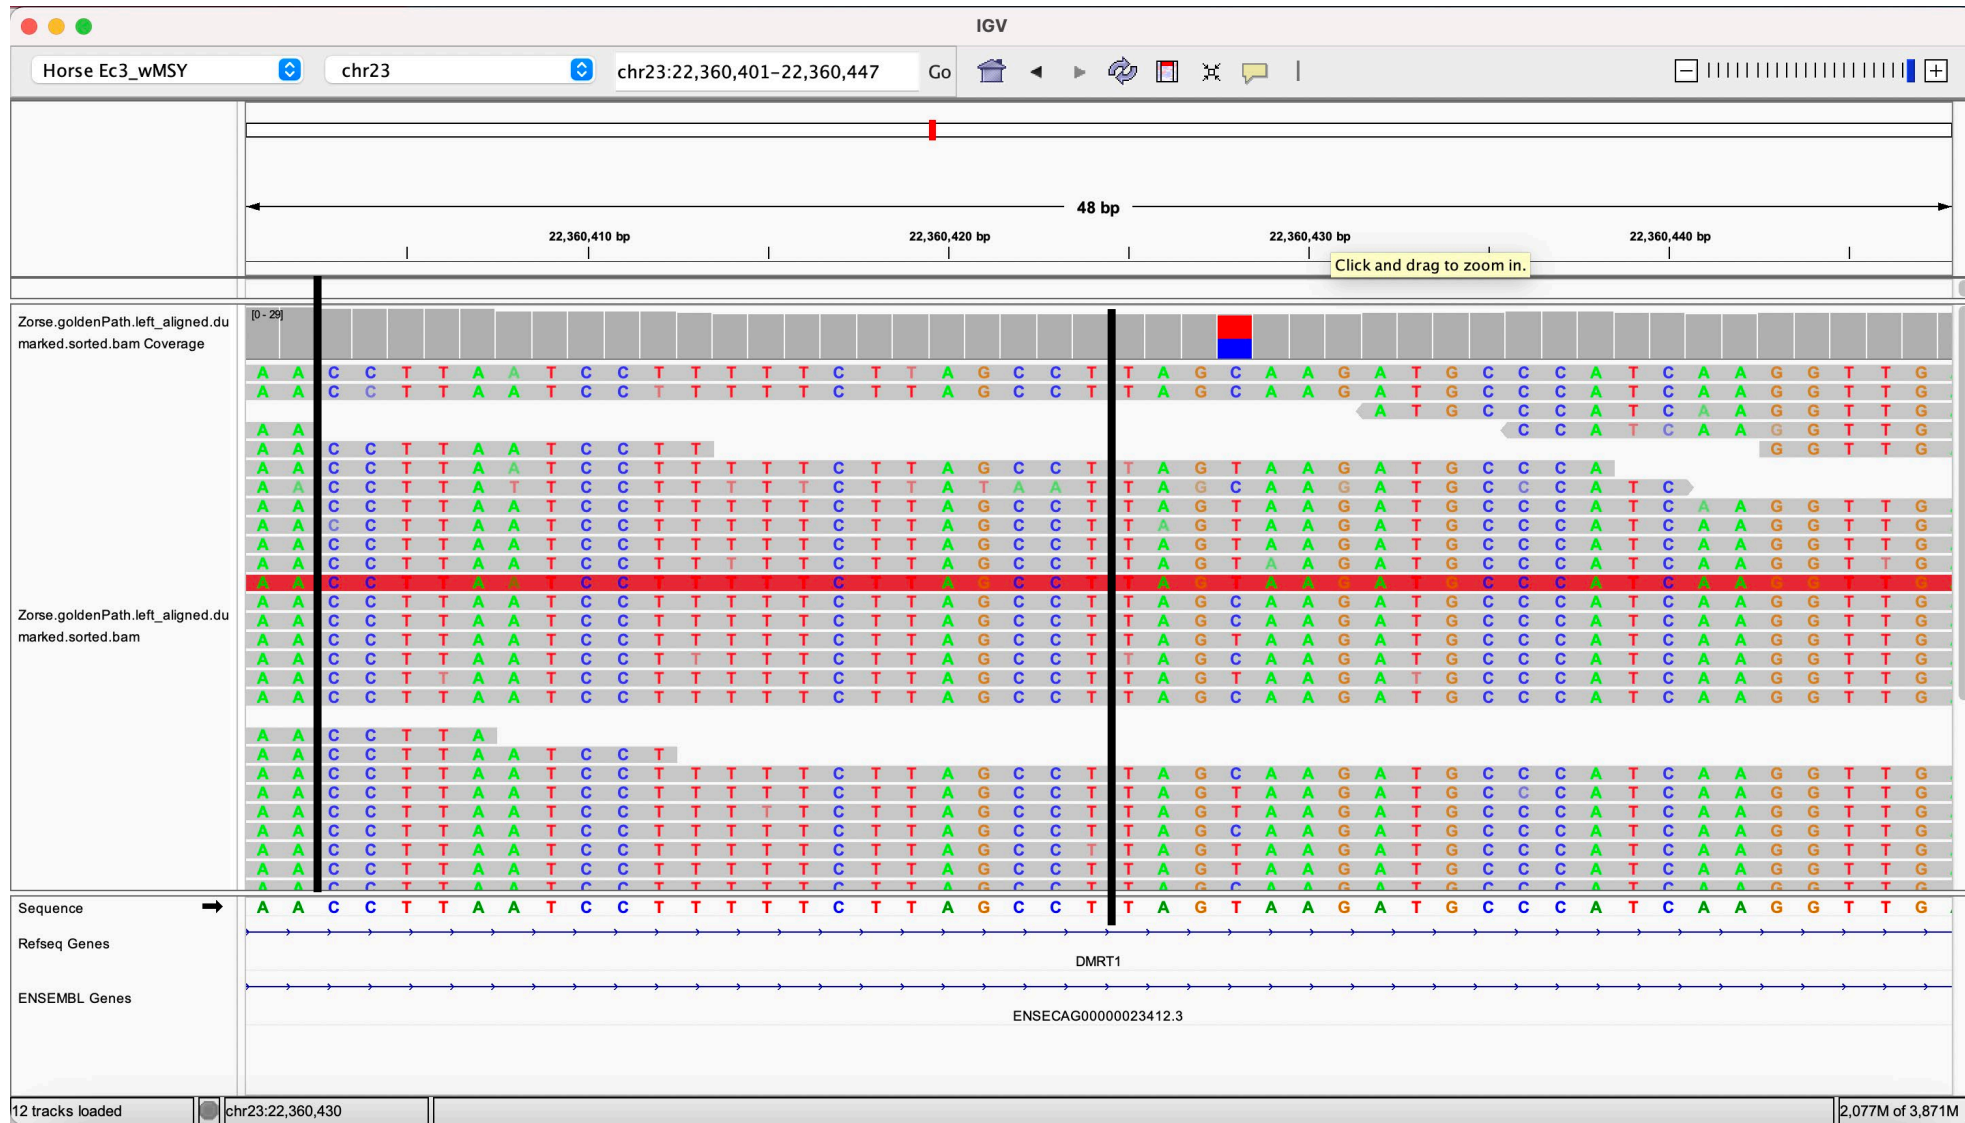 IGV
Horse Ec3_wMSY chr23 chr23:22,360,401-22,360,447 Go
48 bp
22,360,410 bp 22,360,420 bp 22,360,430 bp 22,360,440 bp
Click and drag to zoom in.
Zorse.goldenPath.left_aligned.du
marked.sorted.bam Coverage
[0 - 29]
A A C C T T A A T C C T T T T T C T T A G C C T T A G C A A G A T G C C C A T C A A G G T T G
A A C C T T A A T C C T T T T T C T T A G C C T T A G C A A G A T G C C C A T C A A G G T T G
A T G C C C A T C A A G G T T G
A A C C A T C A A G G T T G
A A C C T T A A T C C T T G G T T G
A A C C T T A A T C C T T T T T C T T A G C C T T A G T A A G A T G C C C A
A A C C T T A T T C C T T T T T C T T A T A A T T A G C A A G A T G C C C A T C
A A C C T T A A T C C T T T T T C T T A G C C T T A G T A A G A T G C C C A T C A A G G T T G
A A C C T T A A T C C T T T T T C T T A G C C T T A G T A A G A T G C C C A T C A A G G T T G
A A C C T T A A T C C T T T T T C T T A G C C T T A G T A A G A T G C C C A T C A A G G T T G
A A C C T T A A T C C T T T T T C T T A G C C T T A G T A A G A T G C C C A T C A A G G T T G
A A C C T T A A T C C T T T T T C T T A G C C T T A G T A A G A T G C C C A T C A A G G T T G
A A C C T T A A T C C T T T T T C T T A G C C T T A G C A A G A T G C C C A T C A A G G T T G
Zorse.goldenPath.left_aligned.du
marked.sorted.bam
A A C C T T A A T C C T T T T T C T T A G C C T T A G C A A G A T G C C C A T C A A G G T T G
A A C C T T A A T C C T T T T T C T T A G C C T T A G T A A G A T G C C C A T C A A G G T T G
A A C C T T A A T C C T T T T T C T T A G C C T T A G C A A G A T G C C C A T C A A G G T T G
A A C C T T A A T C C T T T T T C T T A G C C T T A G T A A G A T G C C C A T C A A G G T T G
A A C C T T A A T C C T T T T T C T T A G C C T T A G C A A G A T G C C C A T C A A G G T T G
A A C C T T A
A A C C T T A A T C C T
A A C C T T A A T C C T T T T T C T T A G C C T T A G C A A G A T G C C C A T C A A G G T T G
A A C C T T A A T C C T T T T T C T T A G C C T T A G T A A G A T G C C C A T C A A G G T T G
A A C C T T A A T C C T T T T T C T T A G C C T T A G T A A G A T G C C C A T C A A G G T T G
A A C C T T A A T C C T T T T T C T T A G C C T T A G C A A G A T G C C C A T C A A G G T T G
A A C C T T A A T C C T T T T T C T T A G C C T T A G T A A G A T G C C C A T C A A G G T T G
A A C C T T A A T C C T T T T T C T T A G C C T T A G T A A G A T G C C C A T C A A G G T T G
A A C C T T A A T C C T T T T T C T T A G C C T T A G C A A G A T G C C C A T C A A G G T T G
Sequence A A C C T T A A T C C T T T T T C T T A G C C T T A G T A A G A T G C C C A T C A A G G T T G
Refseq Genes
DMRT1
ENSEMBL Genes
ENSECAG00000023412.3
12 tracks loaded chr23:22,360,430 2,077M of 3,871M